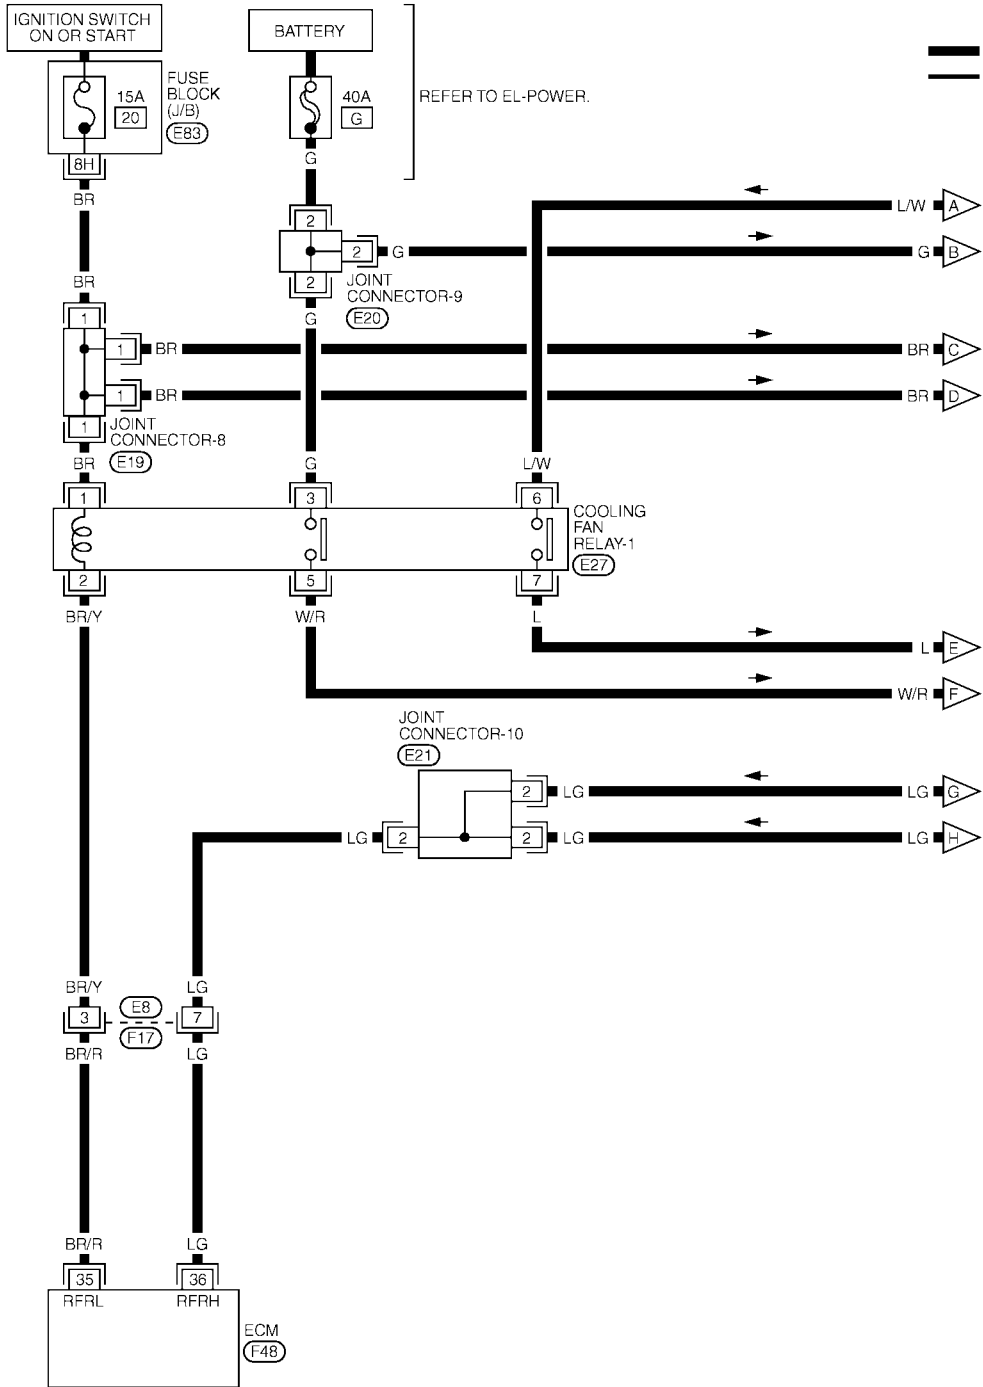 IGNITION SWITCH
ON OR START
BATTERY
FUSE
BLOCK
(J/B)
E83
15A
20
40A
G
REFER TO EL-POWER.
8H
G
BR
2
L/W
A
2
G
G
B
BR
2
JOINT
CONNECTOR-9
E20
1
G
1
BR
BR
C
1
BR
BR
D
1
JOINT
CONNECTOR-8
E19
BR
G
L/W
1
3
6
COOLING
FAN
RELAY-1
E27
2
5
7
BR/Y
W/R
L
L
E
W/R
F
JOINT
CONNECTOR-10
E21
2
LG
LG
G
LG
2
2
LG
LG
H
BR/Y
LG
3
E8
7
F17
BR/R
LG
BR/R
LG
35
36
RFRL
RFRH
ECM
F48